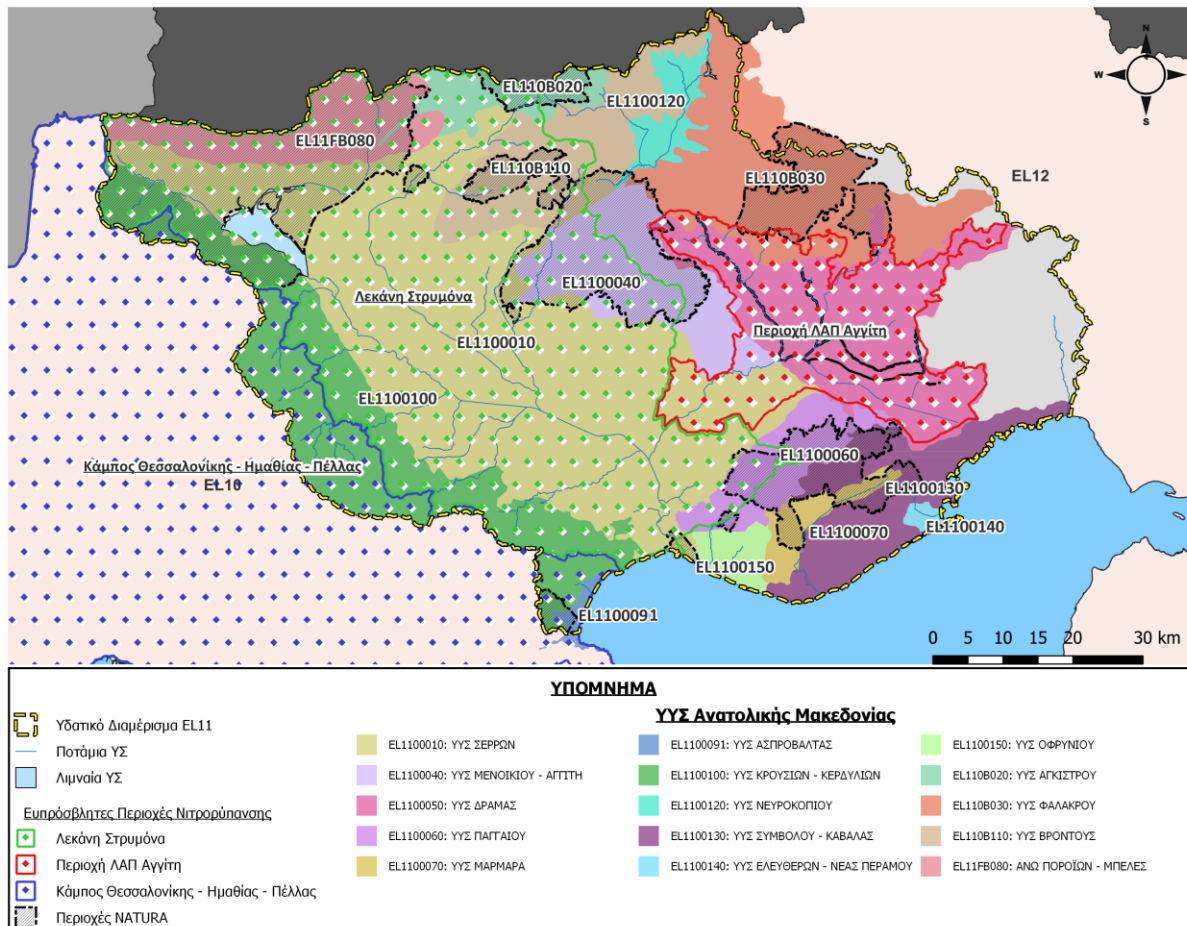 N
W
E
S
EL110B020
EL1100120
EL11FB080
EL110B110
EL110B030
EL12
EL1100040
Λεκάνη Στρυμόνα
Περιοχή ΛΑΠ Αγγίτη
EL1100010
EL1100100
EL1100060
Κάμπος Θεσσαλονίκης - Ημαθίας - Πέλλας
EL10
EL1100130
EL1100140
EL1100070
EL1100150
EL1100091
0 5 10 15 20 30 km
ΥΠΟΜΝΗΜΑ
Υδατικό Διαμέρισμα EL11
Ποτάμια ΥΣ
Λιμναία ΥΣ
Ευπρόσβλητες Περιοχές Νιτρορύπανσης
Λεκάνη Στρυμόνα
Περιοχή ΛΑΠ Αγγίτη
Κάμπος Θεσσαλονίκης - Ημαθίας - Πέλλας
Περιοχές NATURA
ΥΥΣ Ανατολικής Μακεδονίας
EL1100010: ΥΥΣ ΣΕΡΡΩΝ
EL1100040: ΥΥΣ ΜΕΝΟΙΚΙΟΥ - ΑΓΓΙΤΗ
EL1100050: ΥΥΣ ΔΡΑΜΑΣ
EL1100060: ΥΥΣ ΠΑΓΓΑΙΟΥ
EL1100070: ΥΥΣ ΜΑΡΜΑΡΑ
EL1100091: ΥΥΣ ΑΣΠΡΟΒΑΛΤΑΣ
EL1100100: ΥΥΣ ΚΡΟΥΣΙΩΝ - ΚΕΡΔΥΛΙΩΝ
EL1100120: ΥΥΣ ΝΕΥΡΟΚΟΠΙΟΥ
EL1100130: ΥΥΣ ΣΥΜΒΟΛΟΥ - ΚΑΒΑΛΑΣ
EL1100140: ΥΥΣ ΕΛΕΥΘΕΡΩΝ - ΝΕΑΣ ΠΕΡΑΜΟΥ
EL1100150: ΥΥΣ ΟΦΡΥΝΙΟΥ
EL110B020: ΥΥΣ ΑΓΚΙΣΤΡΟΥ
EL110B030: ΥΥΣ ΦΑΛΑΚΡΟΥ
EL110B110: ΥΥΣ ΒΡΟΝΤΟΥΣ
EL11FB080: ΑΝΩ ΠΟΡΟΪΩΝ - ΜΠΕΛΕΣ